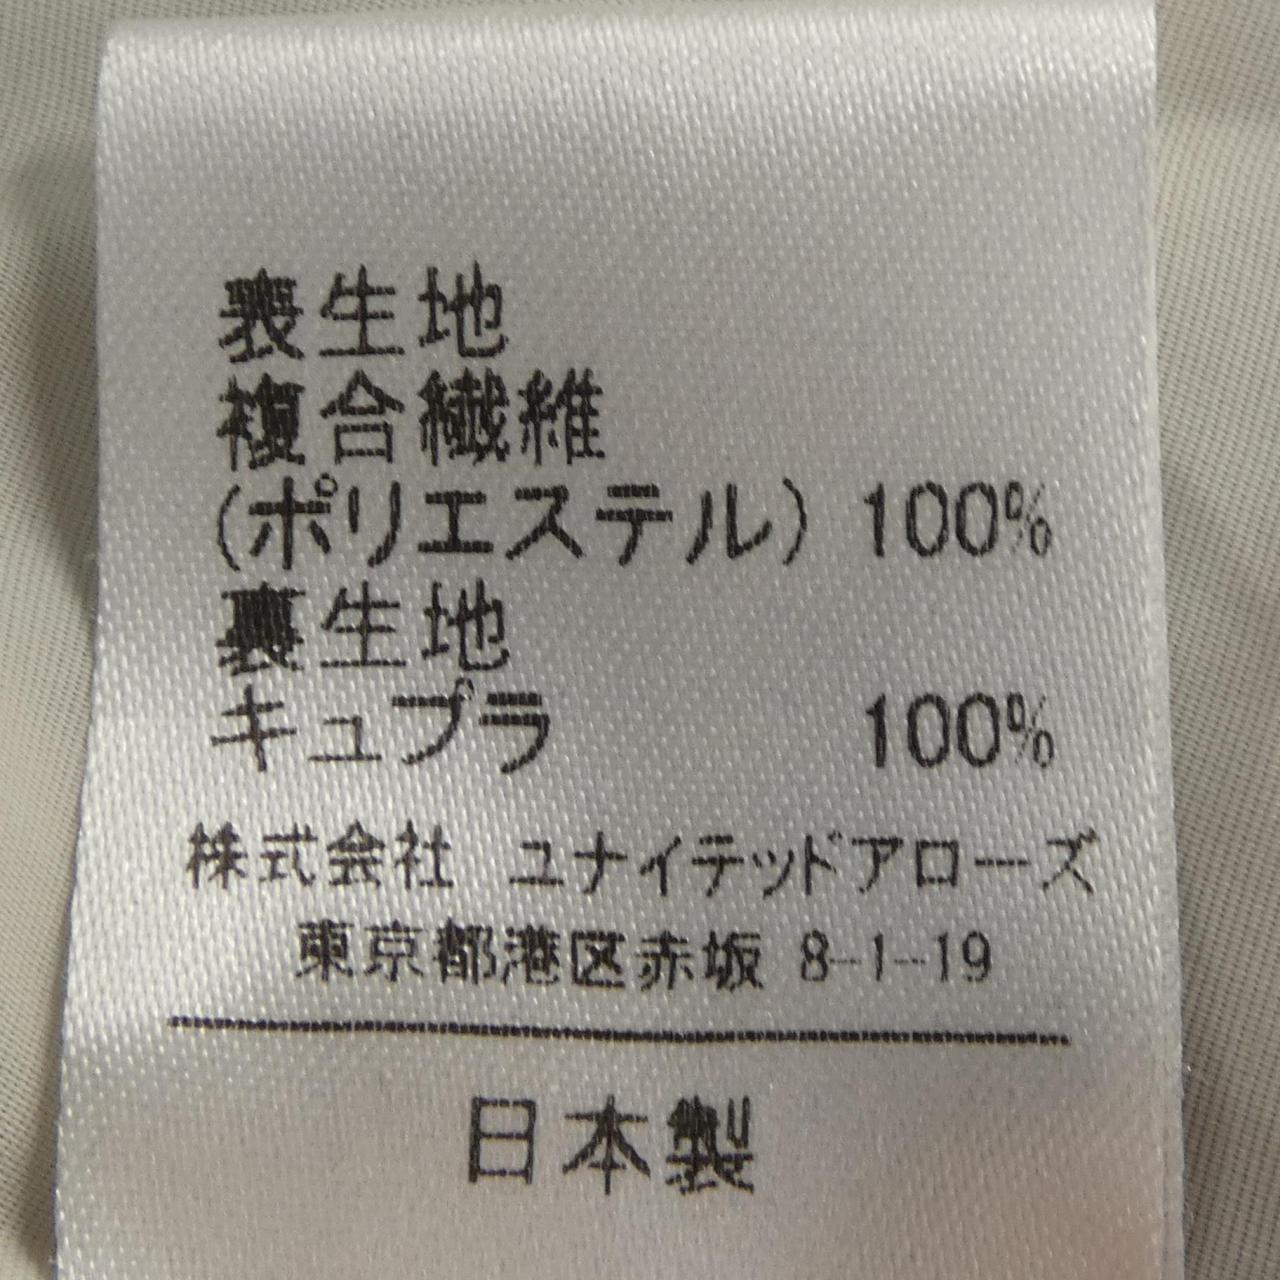 表生地
複合繊維
(ポリエステル) 100%
裏生地
キュプラ 100%
株式会社 ユナイテッドアローズ
東京都港区赤坂 8-1-19
日本製